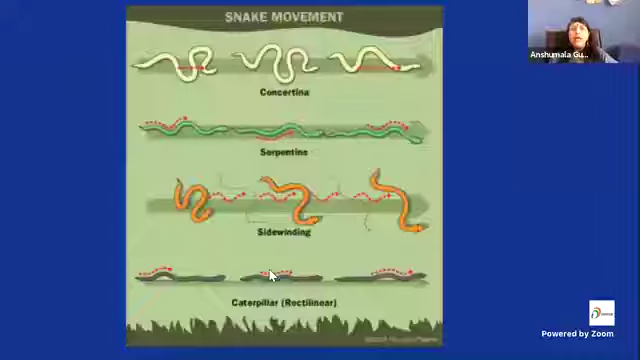 SNAKE MOVEMENT
Anshumala Gu...
Concertina
Serpentine
Sidewinding
Caterpillar (Rectilinear)
Powered by Zoom